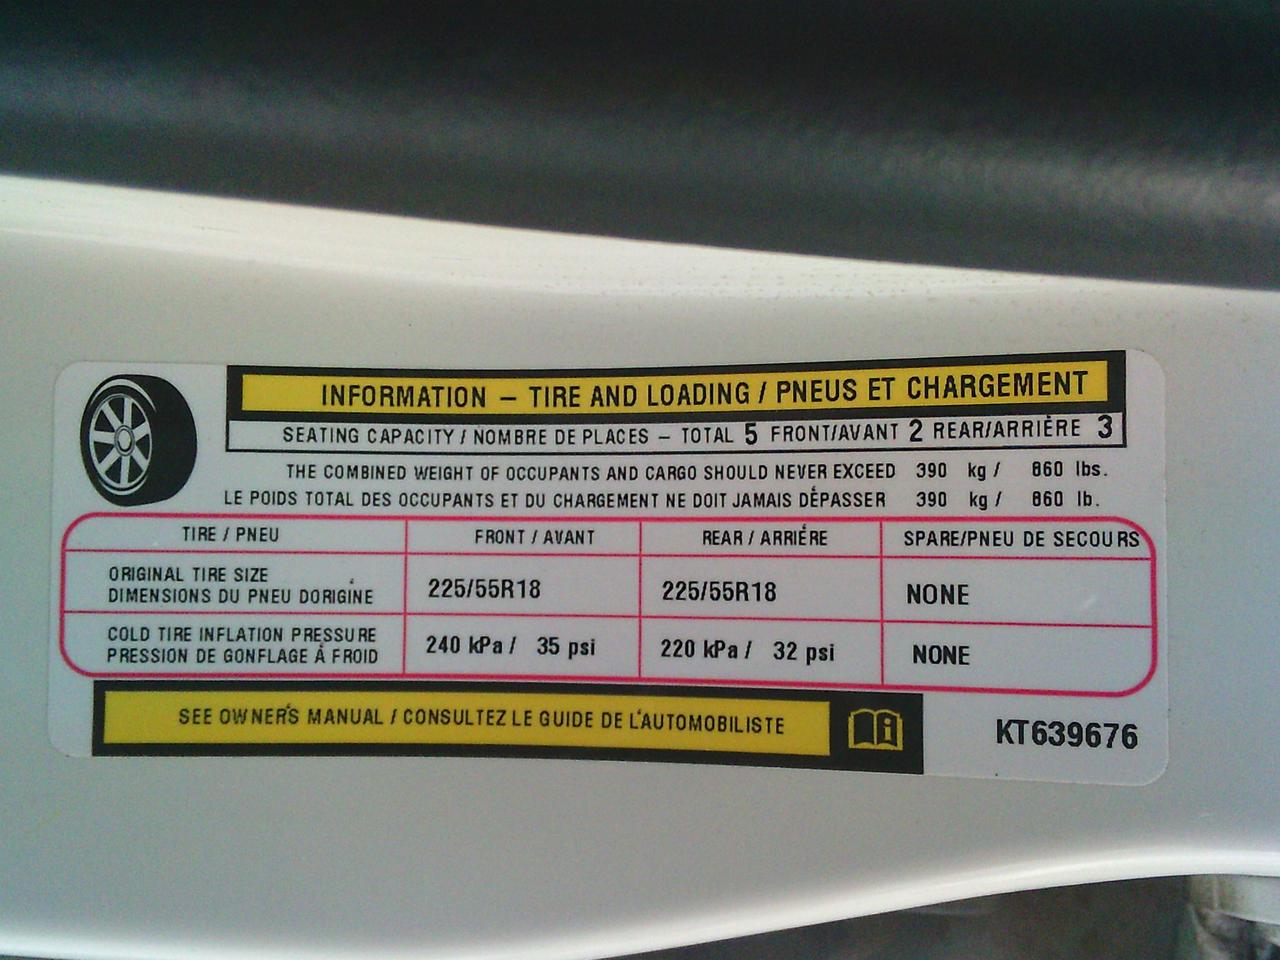 INFORMATION – TIRE AND LOADING / PNEUS ET CHARGEMENT
SEATING CAPACITY / NOMBRE DE PLACES – TOTAL 5 FRONT/AVANT 2 REAR/ARRIÈRE 3
THE COMBINED WEIGHT OF OCCUPANTS AND CARGO SHOULD NEVER EXCEED 390 kg / 860 lbs.
LE POIDS TOTAL DES OCCUPANTS ET DU CHARGEMENT NE DOIT JAMAIS DÉPASSER 390 kg / 860 lb.
TIRE / PNEU FRONT / AVANT REAR / ARRIÉRE SPARE/PNEU DE SECOURS
ORIGINAL TIRE SIZE
DIMENSIONS DU PNEU D'ORIGINE 225/55R18 225/55R18 NONE
COLD TIRE INFLATION PRESSURE
PRESSION DE GONFLAGE À FROID 240 kPa / 35 psi 220 kPa / 32 psi NONE
SEE OWNER'S MANUAL / CONSULTEZ LE GUIDE DE L'AUTOMOBILISTE
KT639676